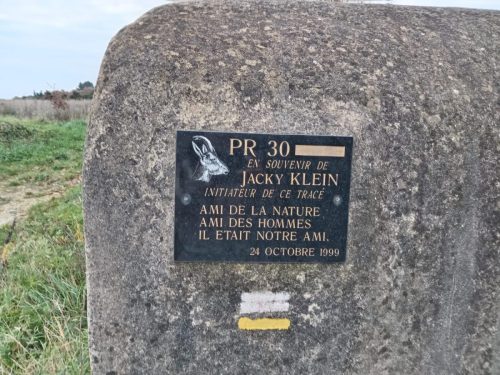 PR 30
EN SOUVENIR DE
JACKY KLEIN
INITIATEUR DE CE TRACÉ
AMI DE LA NATURE
AMI DES HOMMES
IL ETAIT NOTRE AMI.
24 OCTOBRE 1999